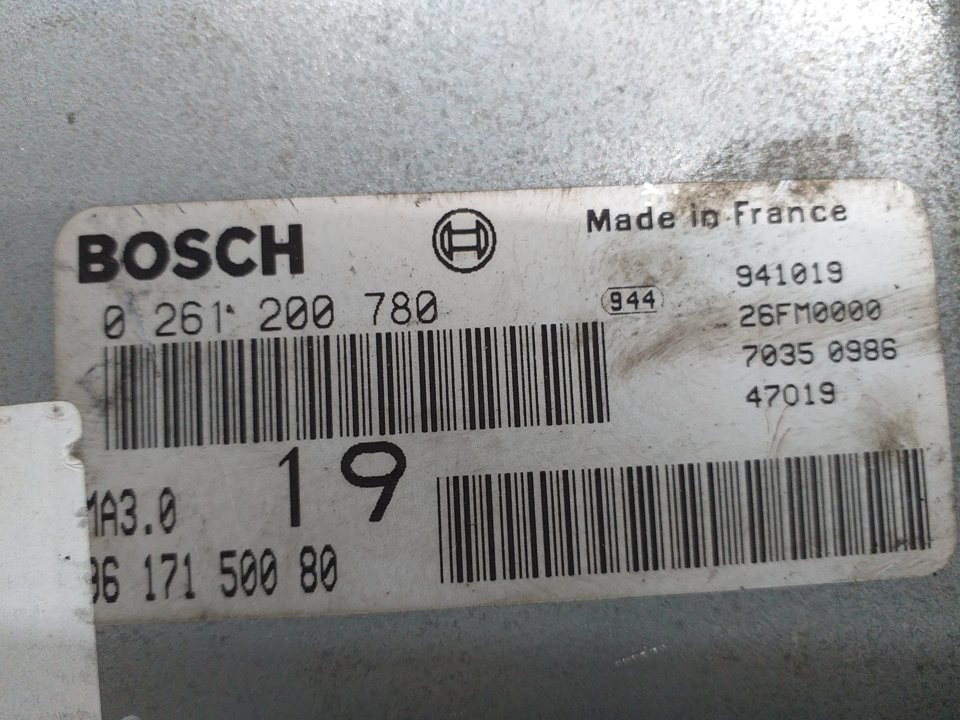 BOSCH
Made in France
0 261 200 780
944
941019
26FM0000
7035 0986
47019
19
MA3.0
96 171 500 80